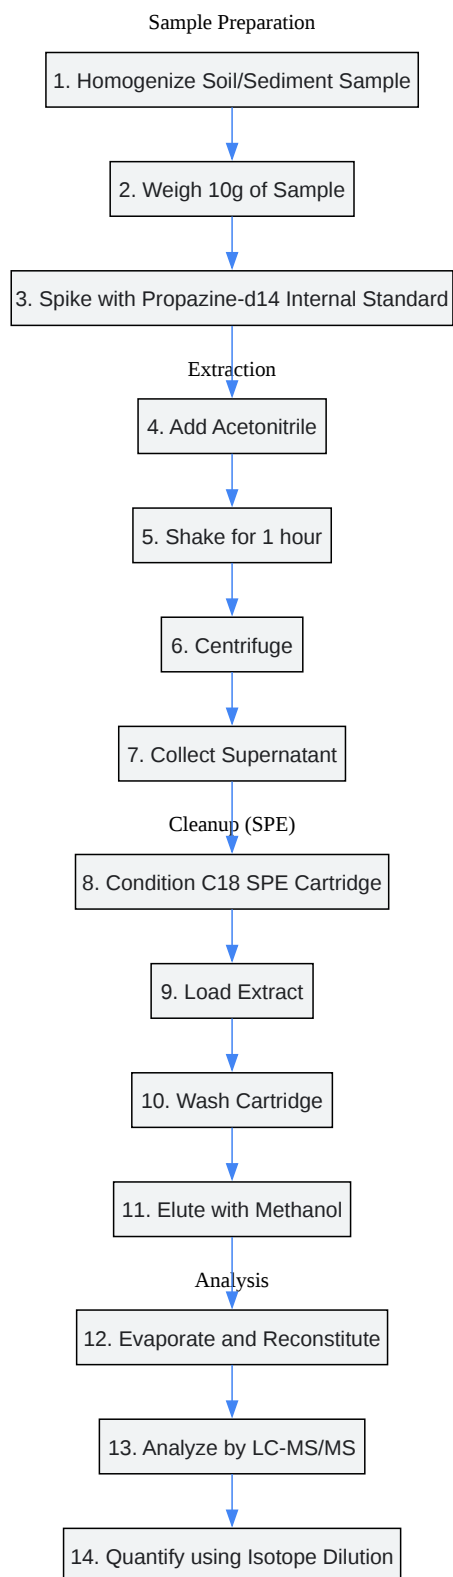 Sample Preparation
1. Homogenize Soil/Sediment Sample
2. Weigh 10g of Sample
3. Spike with Propazine-d14 Internal Standard
Extraction
4. Add Acetonitrile
5. Shake for 1 hour
6. Centrifuge
7. Collect Supernatant
Cleanup (SPE)
8. Condition C18 SPE Cartridge
9. Load Extract
10. Wash Cartridge
11. Elute with Methanol
Analysis
12. Evaporate and Reconstitute
13. Analyze by LC-MS/MS
14. Quantify using Isotope Dilution